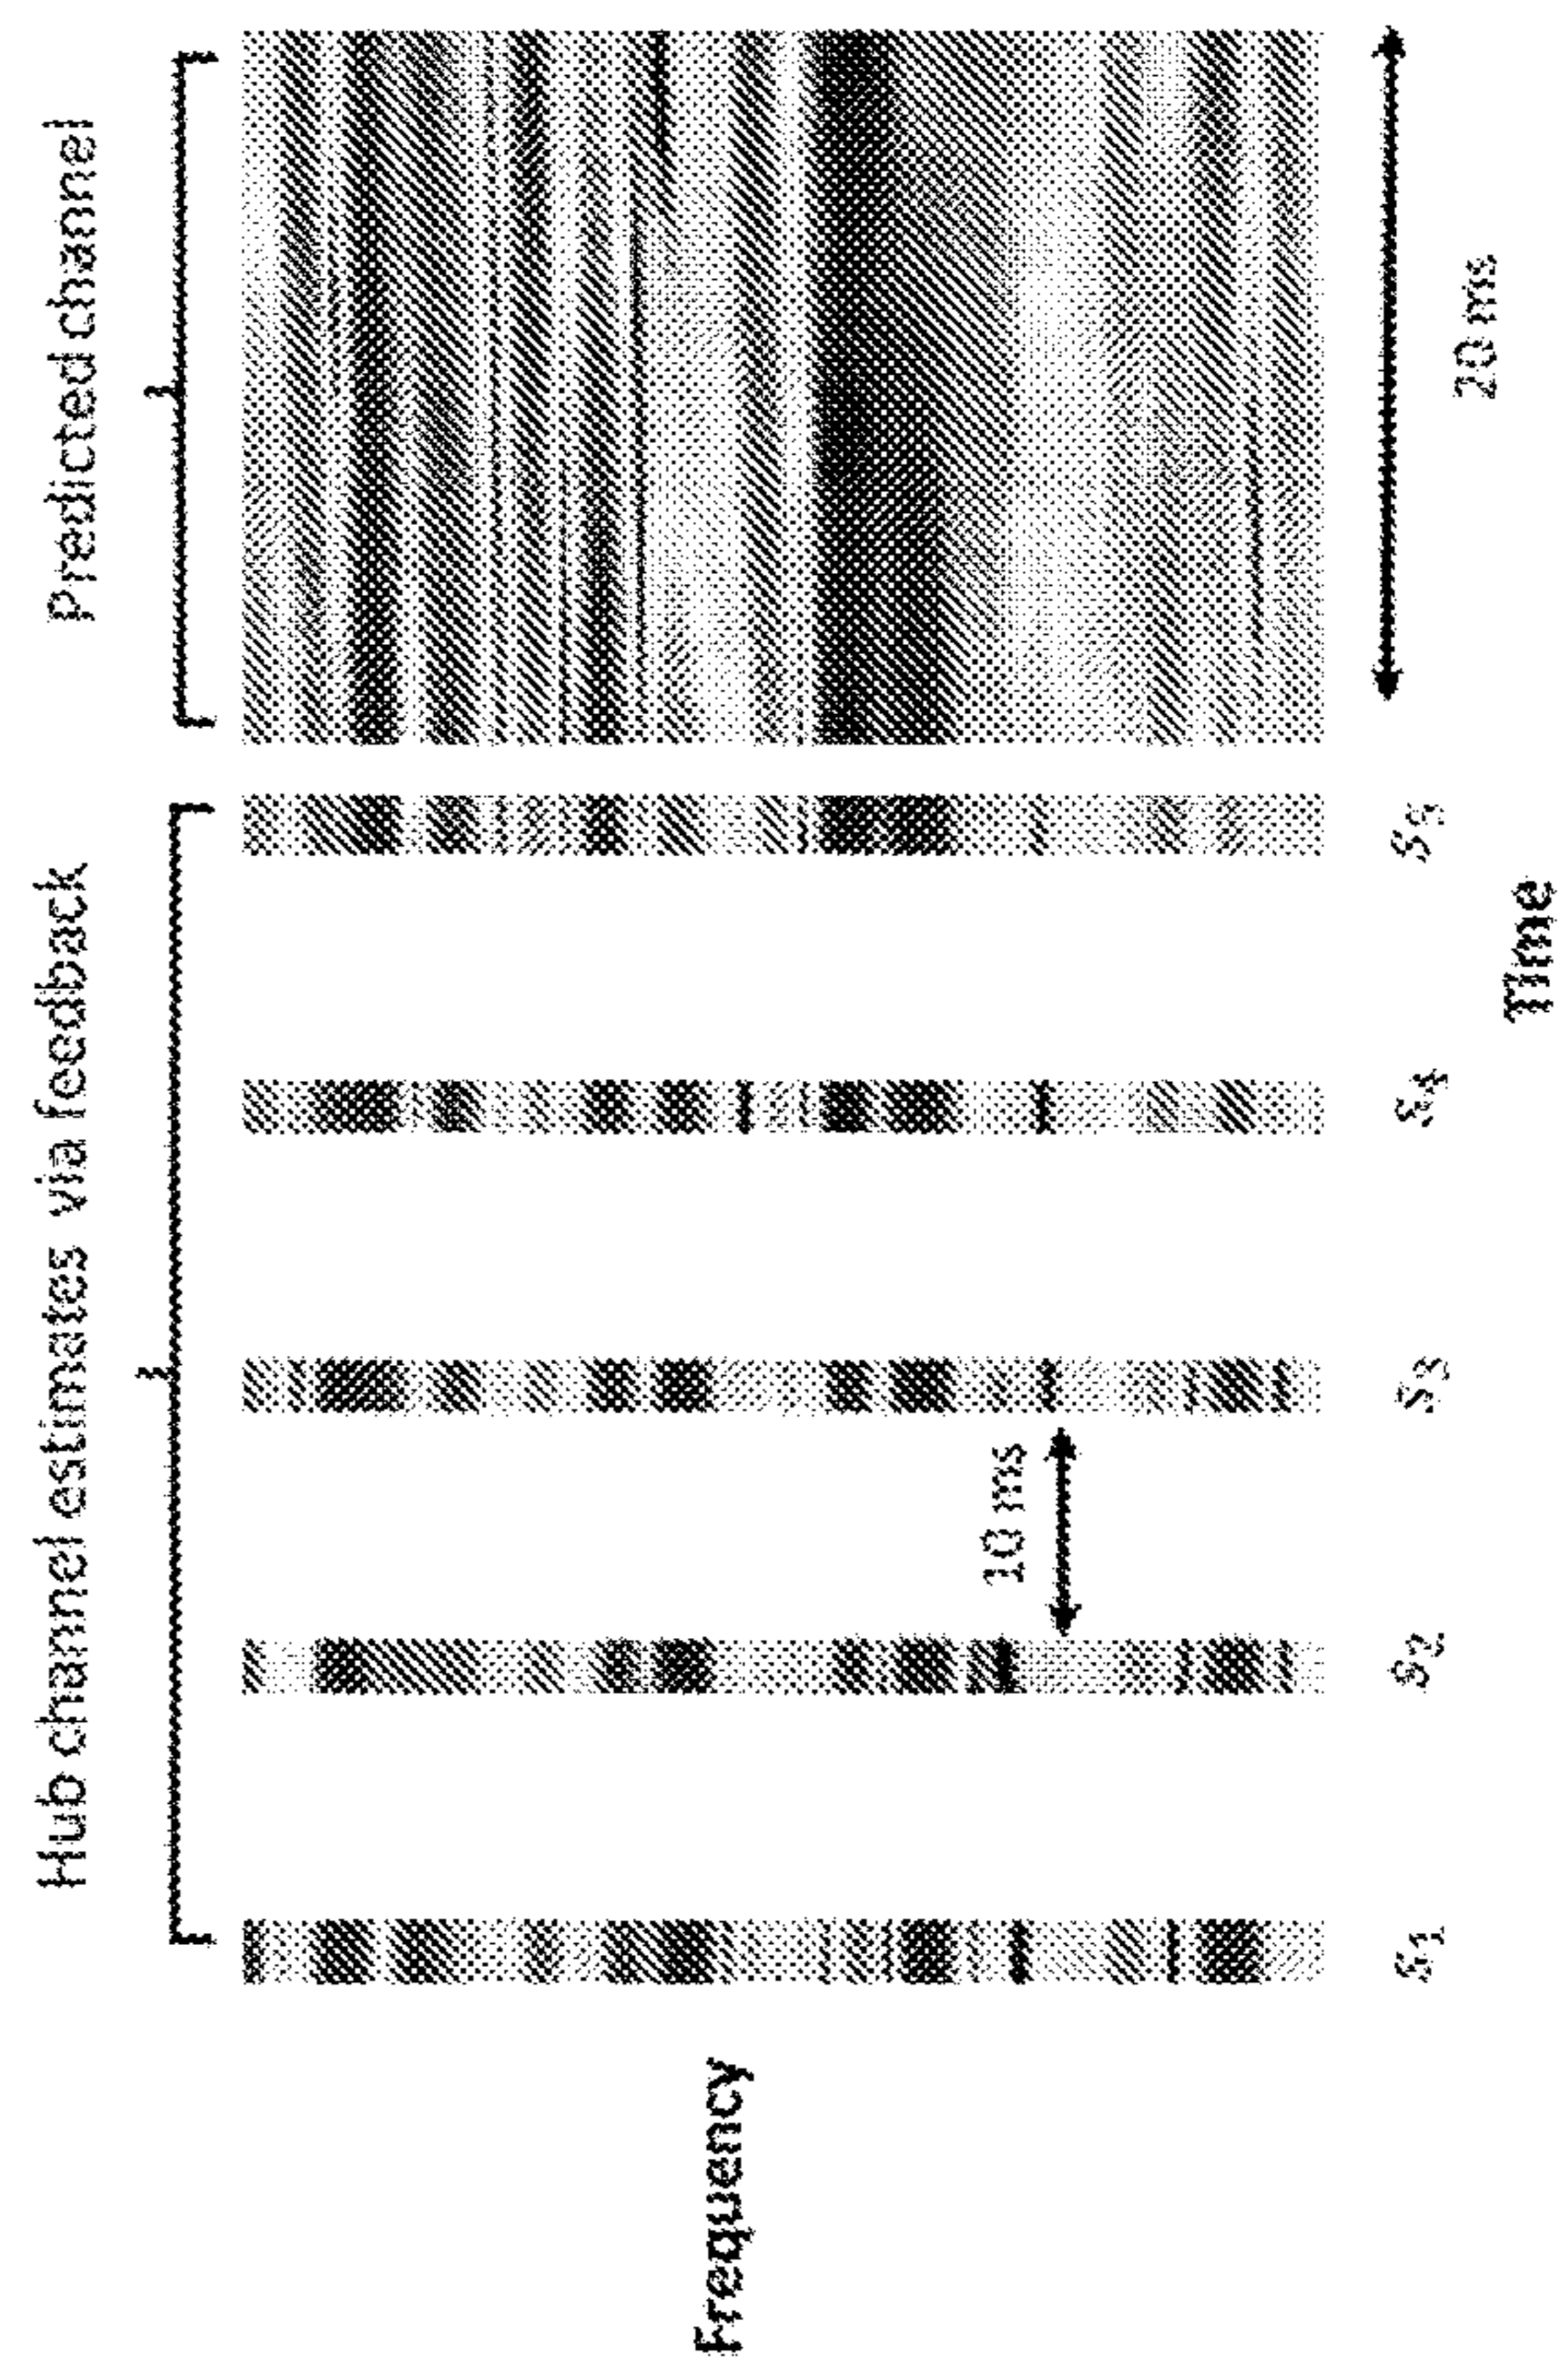 Hub channel estimates via feedback
Predicted channel
Frequency
10 ms
20 ms
s1
s2
s3
s4
s5
Time